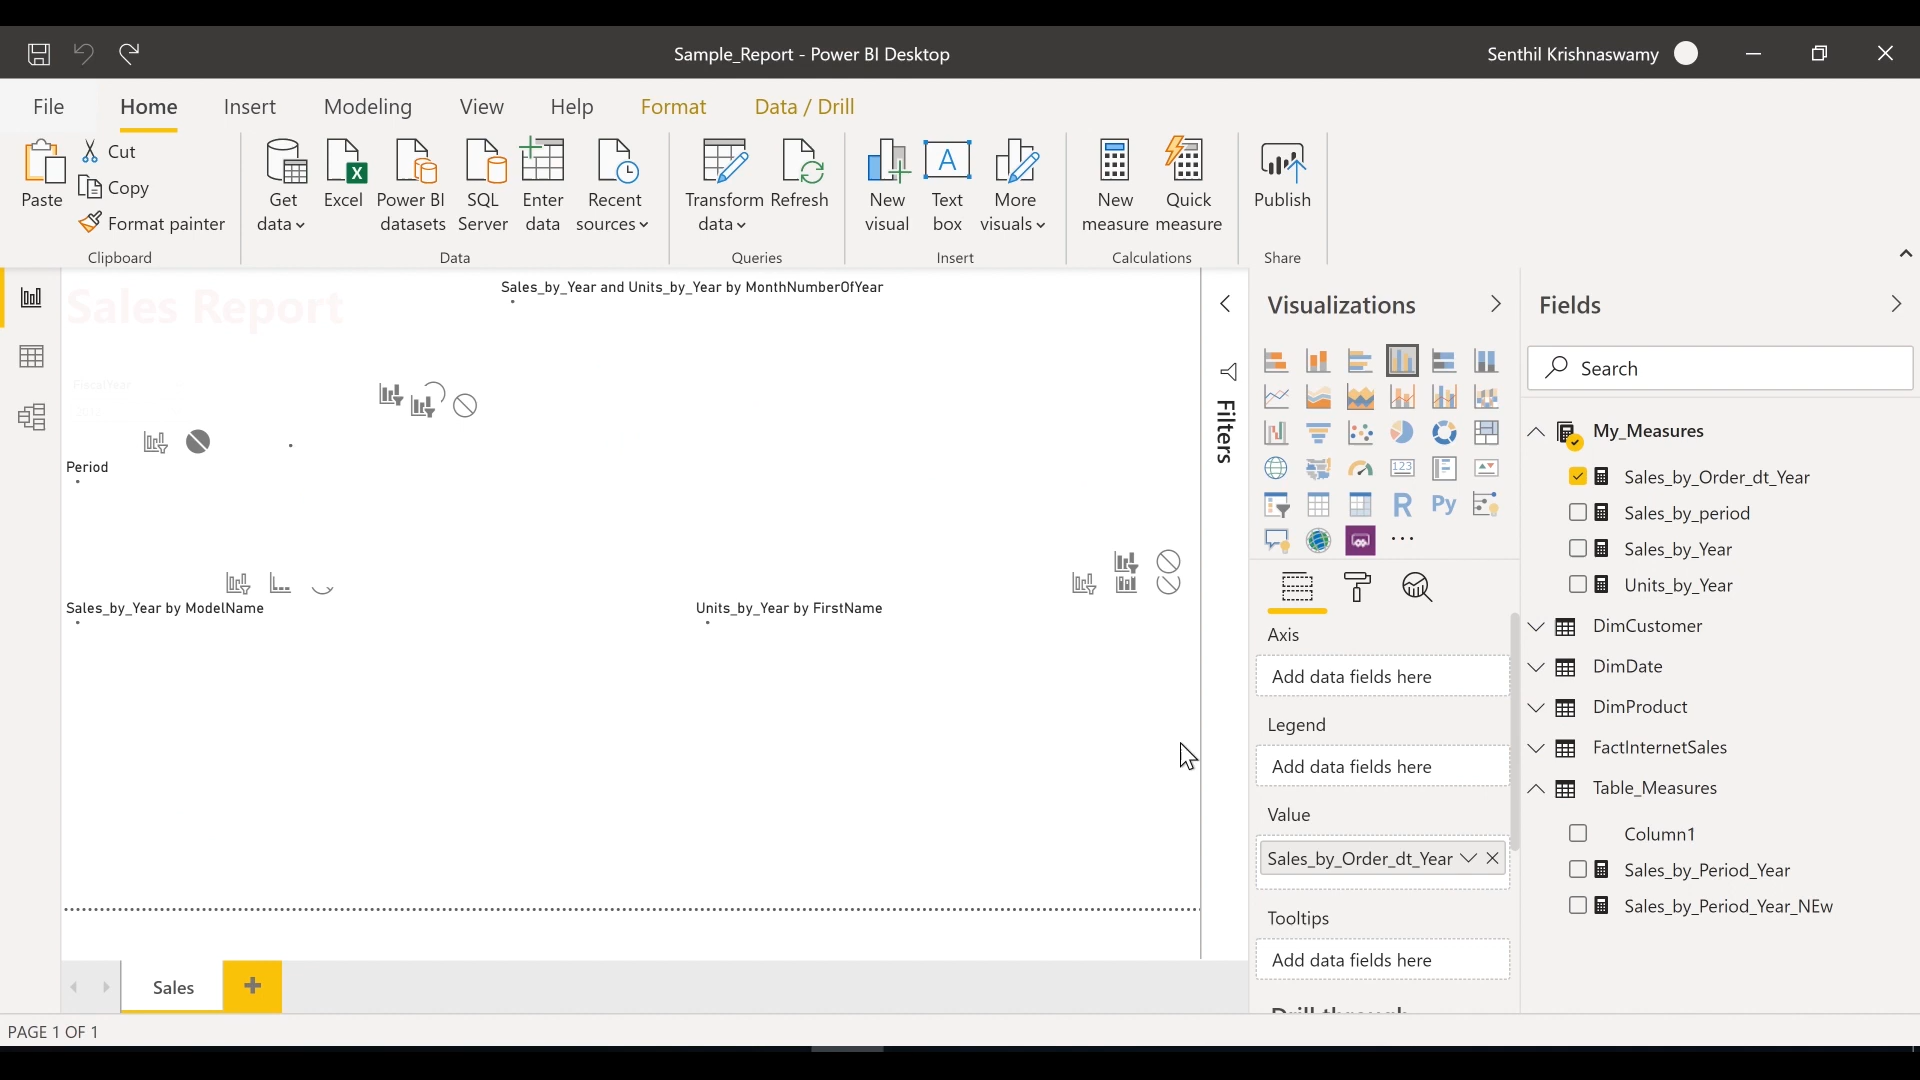 Sample_Report - Power BI Desktop
Senthil Krishnaswamy
File Home Insert Modeling View Help Format Data / Drill
Paste
Cut
Copy
Format painter
Clipboard
Get data
Excel
Power BI datasets
SQL Server
Enter data
Recent sources
Data
Transform data
Refresh
Queries
New visual
Text box
More visuals
Insert
New measure
Quick measure
Calculations
Publish
Share
Sales Report
Sales_by_Year and Units_by_Year by MonthNumberOfYear
FiscalYear
Period
Sales_by_Year by ModelName
Units_by_Year by FirstName
Filters
Visualizations
123
R
Py
Axis
Add data fields here
Legend
Add data fields here
Value
Sales_by_Order_dt_Year
Tooltips
Add data fields here
Drill through
Fields
Search
My_Measures
Sales_by_Order_dt_Year
Sales_by_period
Sales_by_Year
Units_by_Year
DimCustomer
DimDate
DimProduct
FactInternetSales
Table_Measures
Column1
Sales_by_Period_Year
Sales_by_Period_Year_NEw
Sales
PAGE 1 OF 1